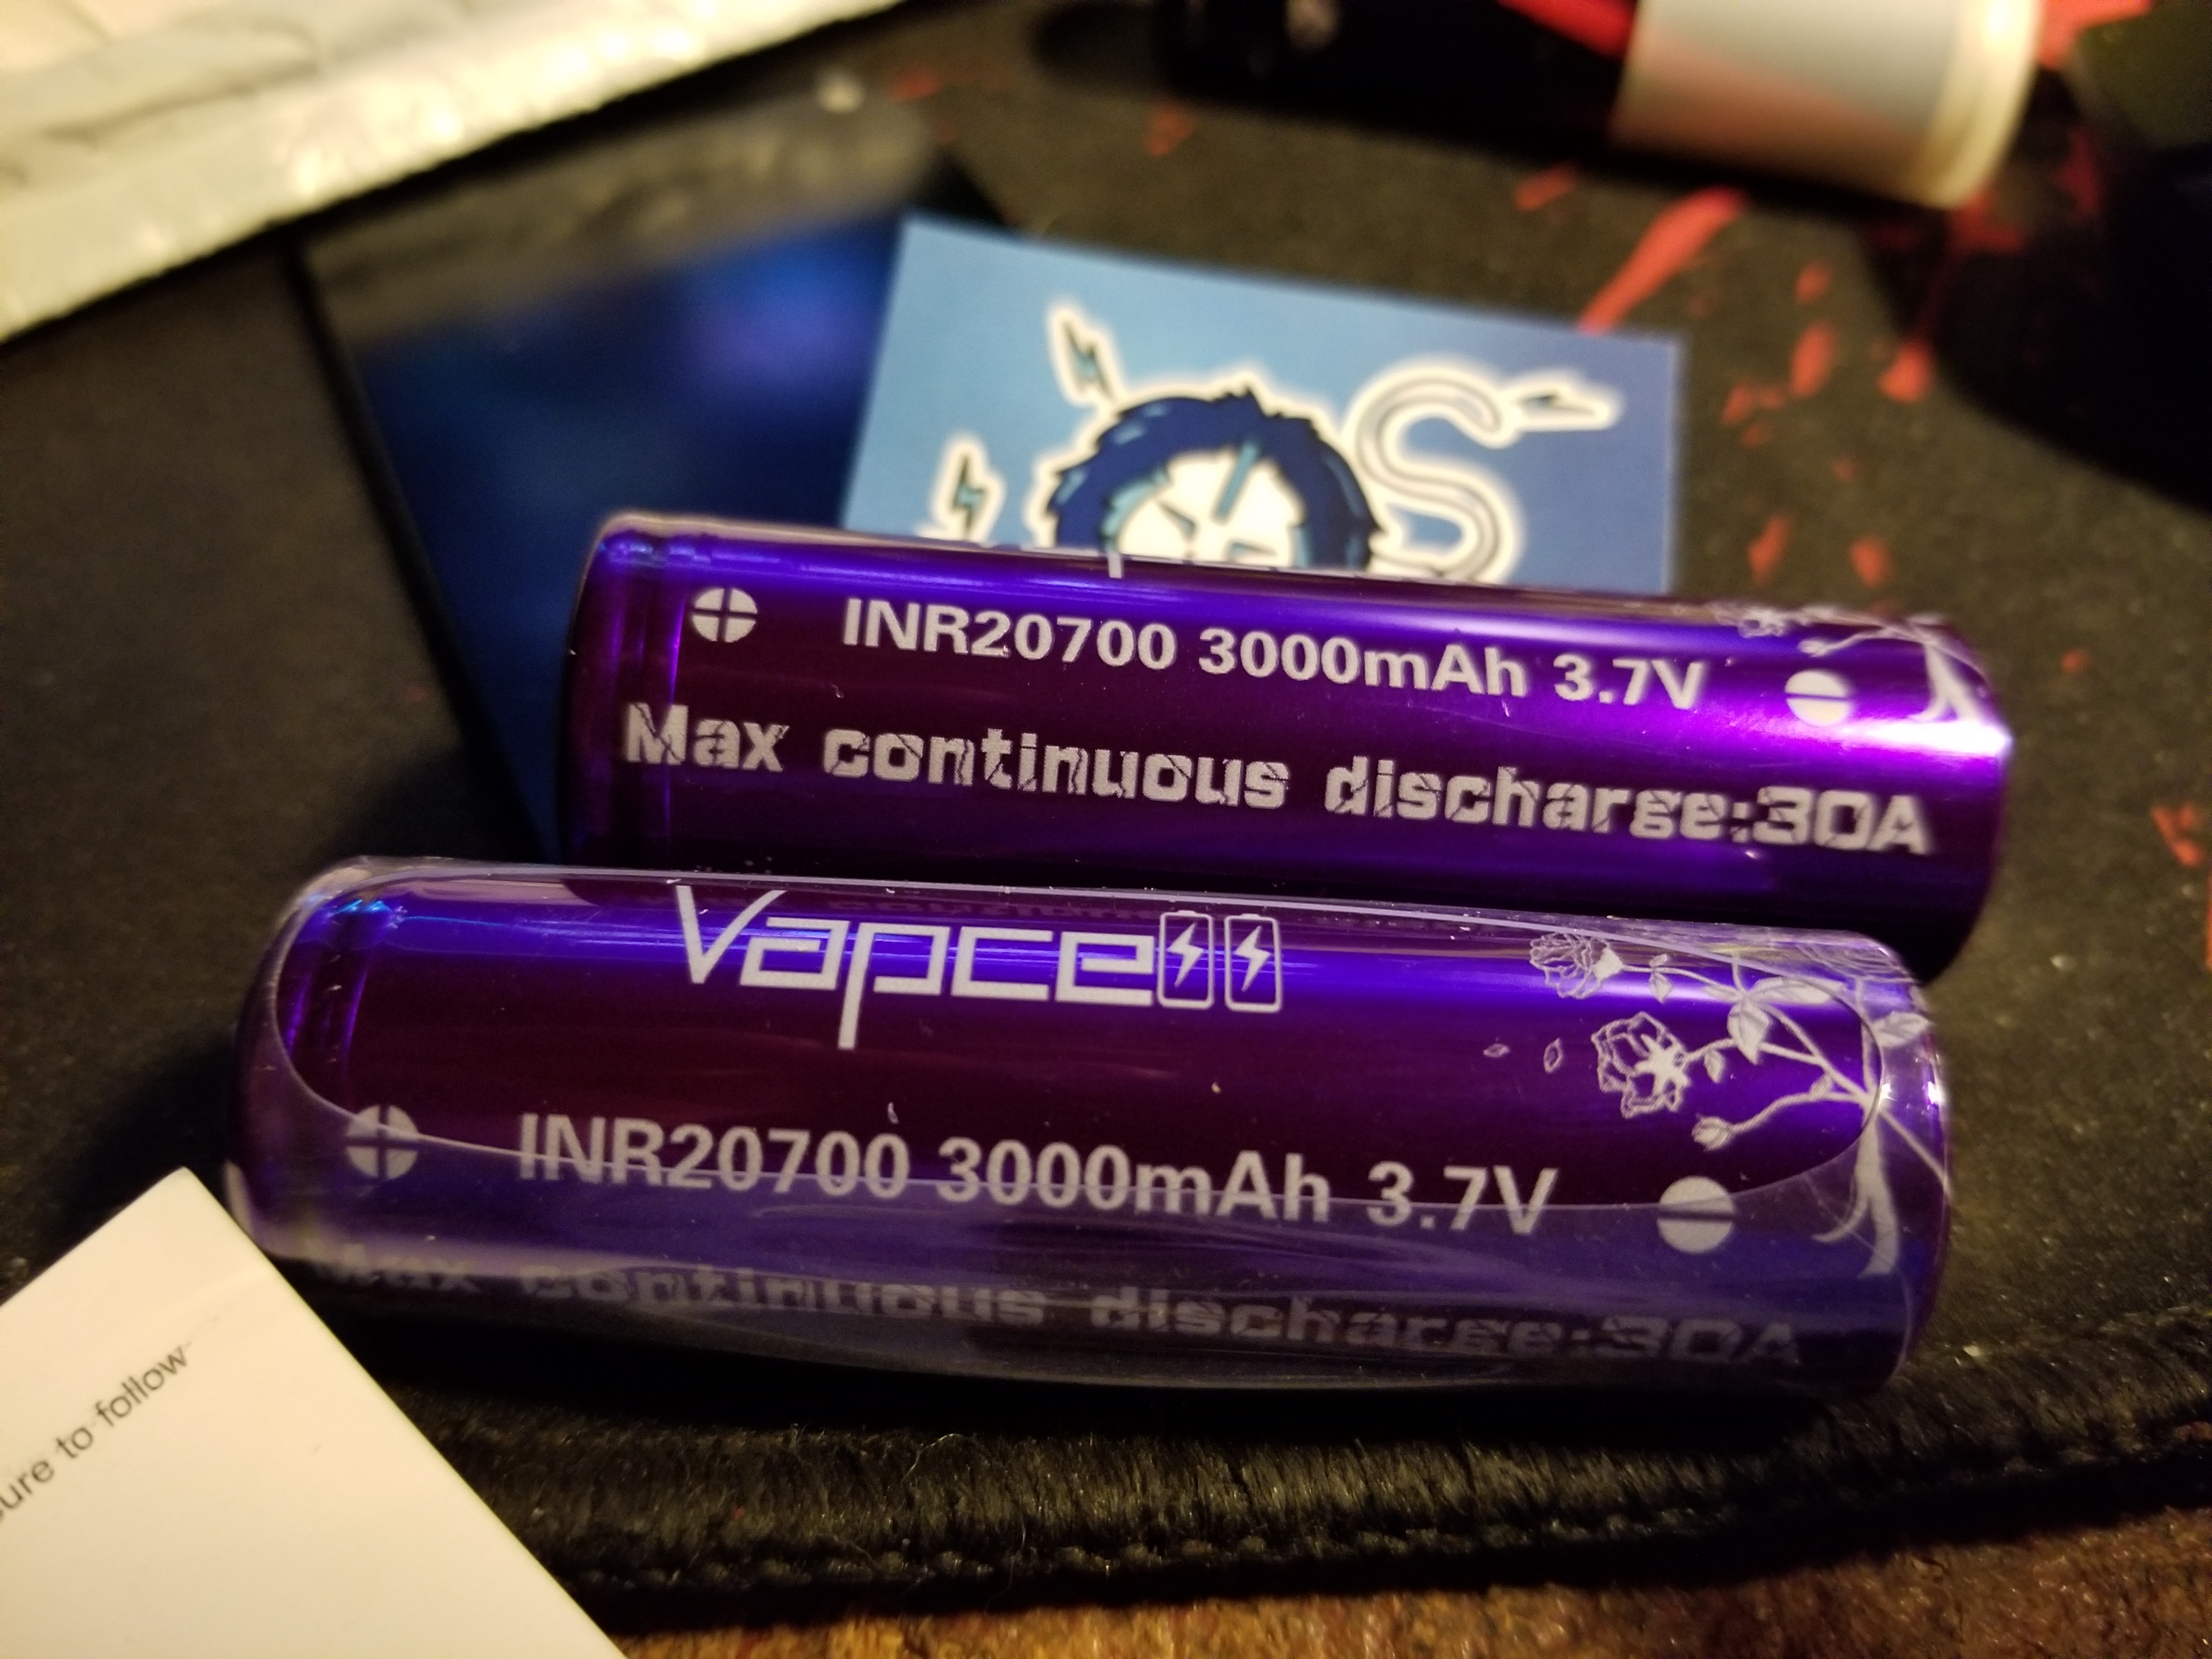 INR20700 3000mAh 3.7V
Max continuous discharge:30A
Vapcell
INR20700 3000mAh 3.7V
Max continuous discharge:30A
sure to follow